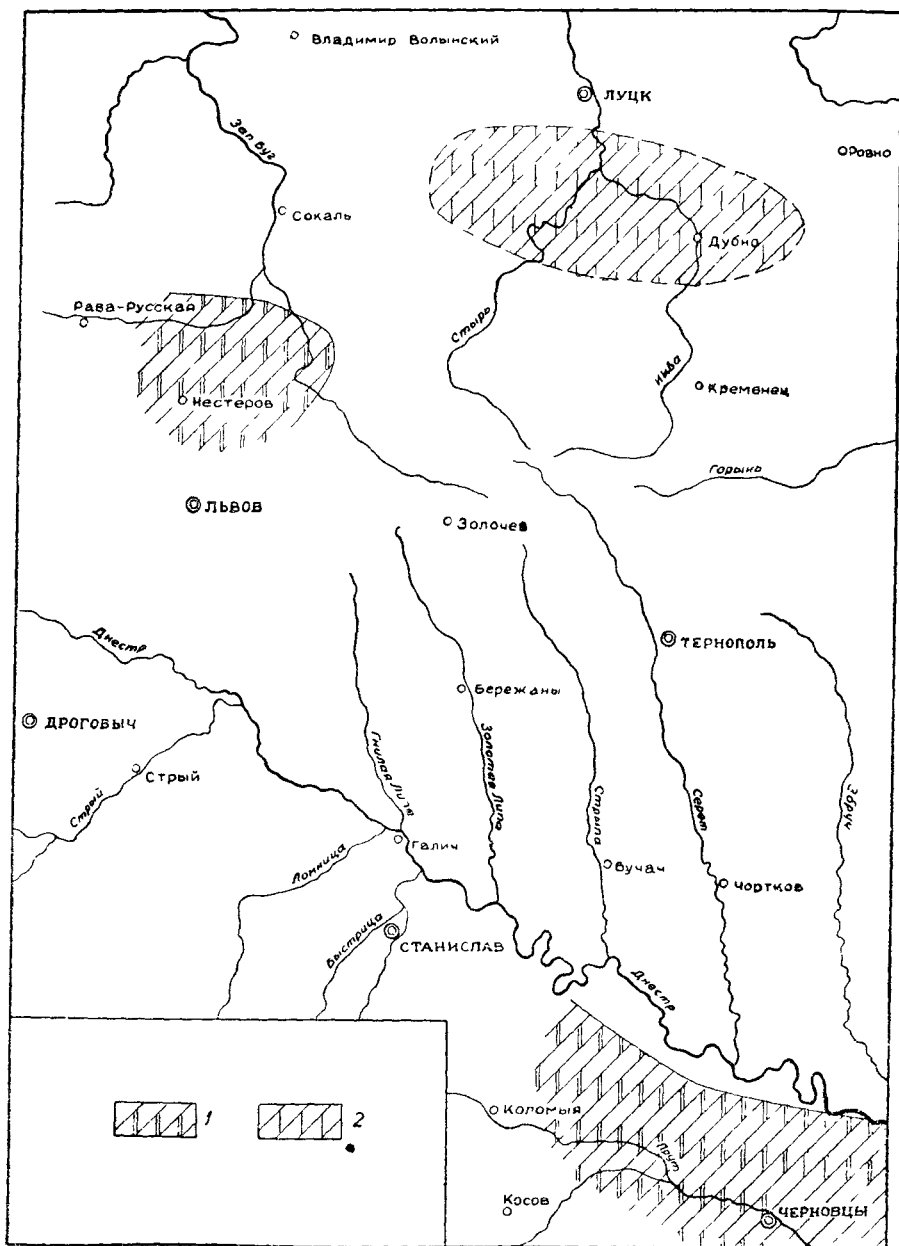 Владимир Волынский
ЛУЦК
Ровно
Зап. Буг
Сокаль
Дубно
Рава-Русская
Стырь
Иква
Нестеров
Кременец
Горынь
ЛЬВОВ
Золочев
Днестр
ТЕРНОПОЛЬ
Бережаны
ДРОГОБЫЧ
Стрый
Стрый
Гнилая Липа
Золотая Липа
Стрыпа
Серет
Збруч
Галич
Ломница
Бучач
Чортков
Быстрица
СТАНИСЛАВ
Днестр
1
2
Коломыя
Прут
Косов
ЧЕРНОВЦЫ